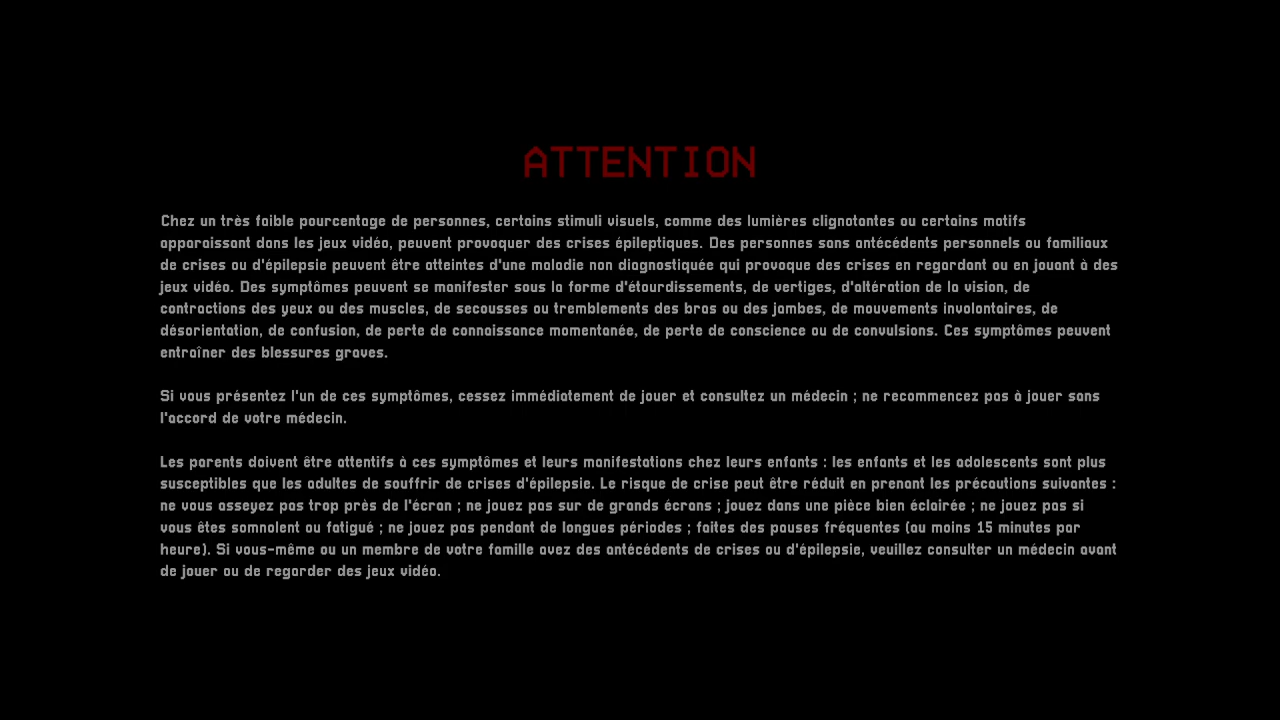 ATTENTION
Chez un très faible pourcentage de personnes, certains stimuli visuels, comme des lumières clignotantes ou certains motifs
apparaissant dans les jeux vidéo, peuvent provoquer des crises épileptiques. Des personnes sans antécédents personnels ou familiaux
de crises ou d'épilepsie peuvent être atteintes d'une maladie non diagnostiquée qui provoque des crises en regardant ou en jouant à des
jeux vidéo. Des symptômes peuvent se manifester sous la forme d'étourdissements, de vertiges, d'altération de la vision, de
contractions des yeux ou des muscles, de secousses ou tremblements des bras ou des jambes, de mouvements involontaires, de
désorientation, de confusion, de perte de connaissance momentanée, de perte de conscience ou de convulsions. Ces symptômes peuvent
entraîner des blessures graves.
Si vous présentez l'un de ces symptômes, cessez immédiatement de jouer et consultez un médecin ; ne recommencez pas à jouer sans
l'accord de votre médecin.
Les parents doivent être attentifs à ces symptômes et leurs manifestations chez leurs enfants : les enfants et les adolescents sont plus
susceptibles que les adultes de souffrir de crises d'épilepsie. Le risque de crise peut être réduit en prenant les précautions suivantes :
ne vous asseyez pas trop près de l'écran ; ne jouez pas sur de grands écrans ; jouez dans une pièce bien éclairée ; ne jouez pas si
vous êtes somnolent ou fatigué ; ne jouez pas pendant de longues périodes ; faites des pauses fréquentes (au moins 15 minutes par
heure). Si vous-même ou un membre de votre famille avez des antécédents de crises ou d'épilepsie, veuillez consulter un médecin avant
de jouer ou de regarder des jeux vidéo.